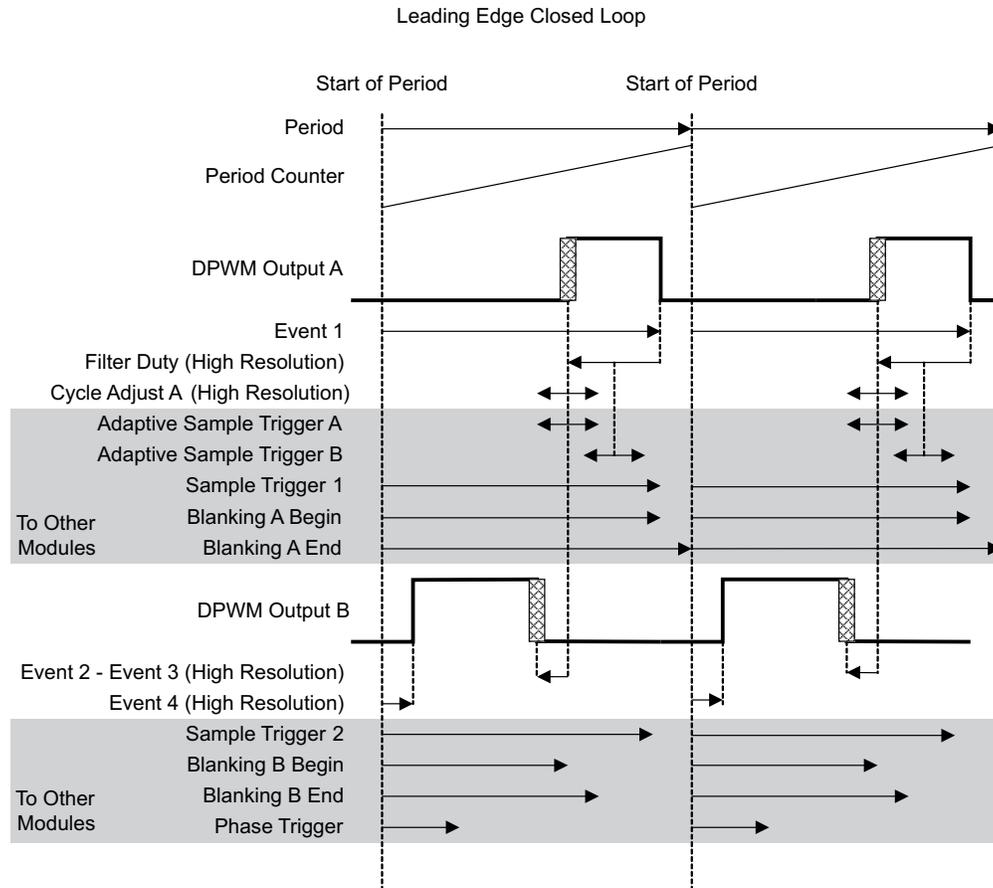 Leading Edge Closed Loop
Start of Period
Start of Period
Period
Period Counter
DPWM Output A
Event 1
Filter Duty (High Resolution)
Cycle Adjust A (High Resolution)
Adaptive Sample Trigger A
Adaptive Sample Trigger B
Sample Trigger 1
Blanking A Begin
Blanking A End
To Other
Modules
DPWM Output B
Event 2 - Event 3 (High Resolution)
Event 4 (High Resolution)
Sample Trigger 2
Blanking B Begin
Blanking B End
Phase Trigger
To Other
Modules